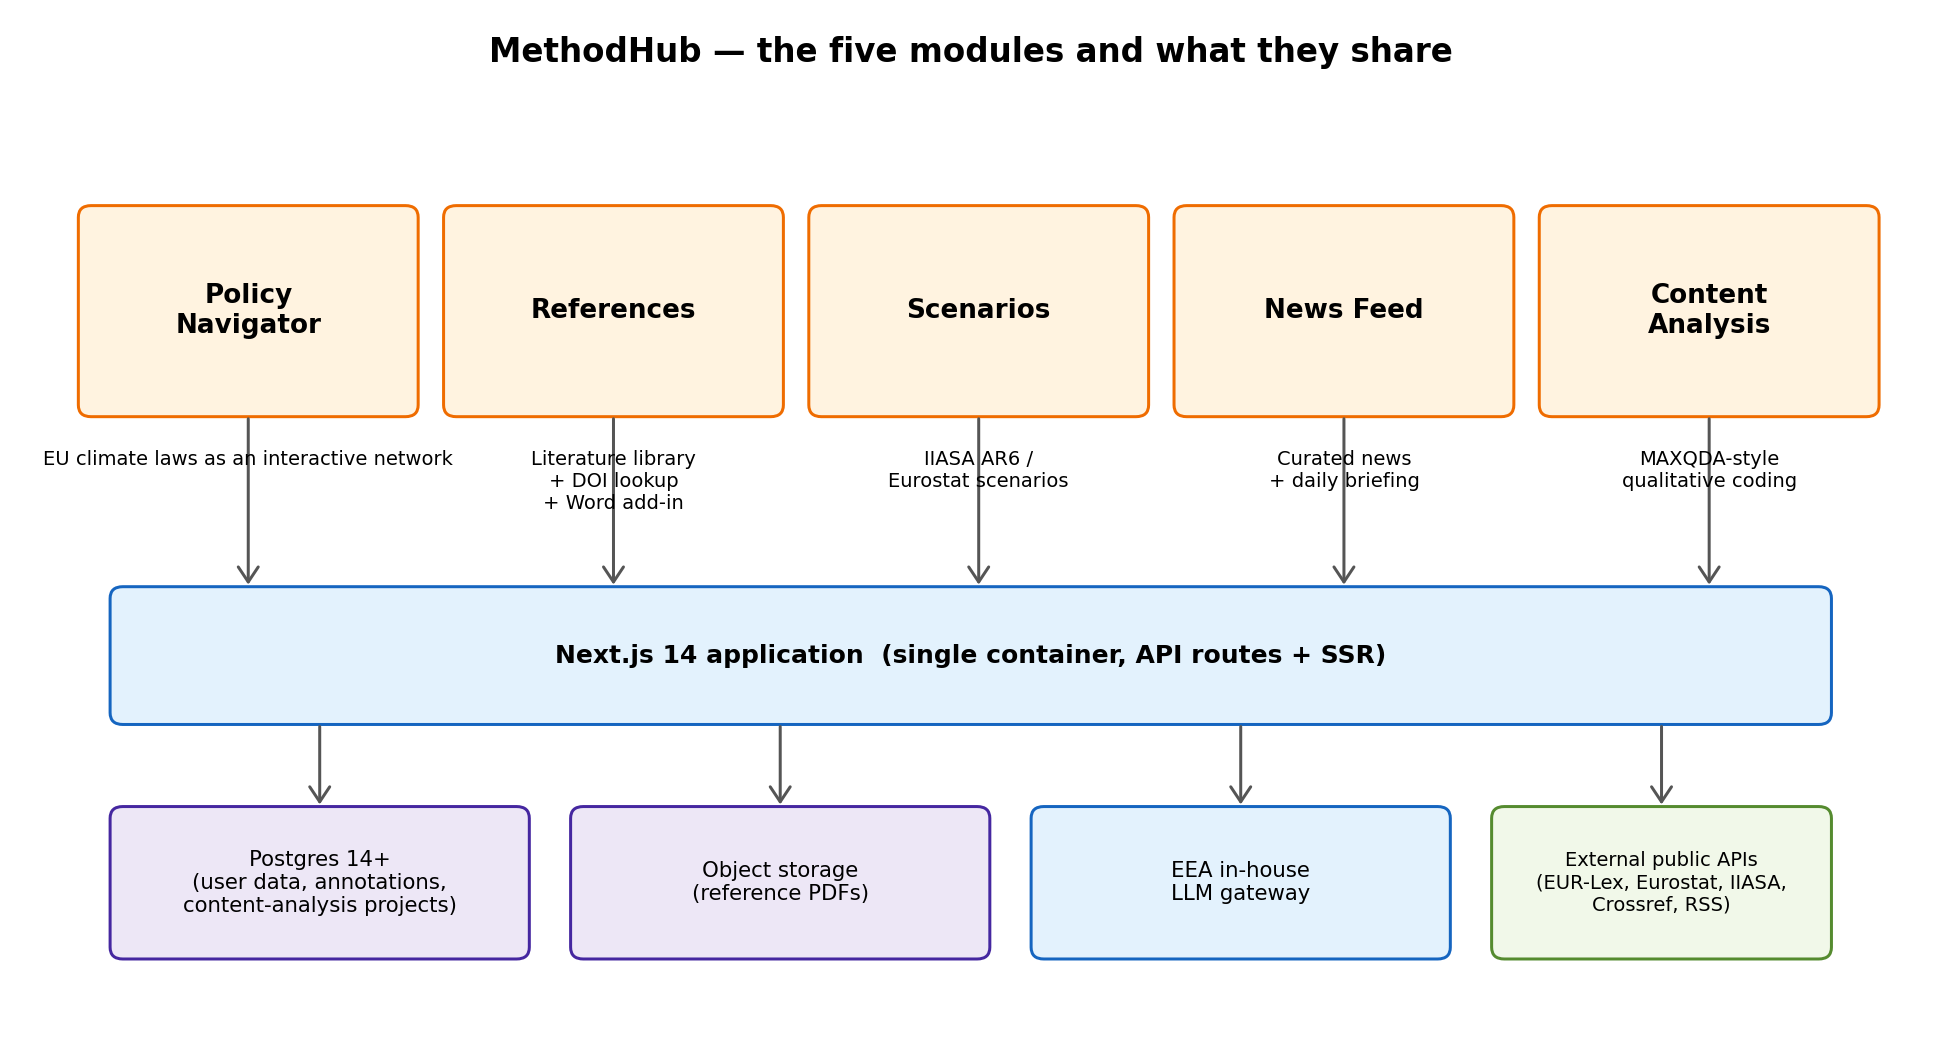 MethodHub — the five modules and what they share
Policy
Navigator
References
Scenarios
News Feed
Content
Analysis
EU climate laws as an interactive network
Literature library
+ DOI lookup
+ Word add-in
IIASA AR6 /
Eurostat scenarios
Curated news
+ daily briefing
MAXQDA-style
qualitative coding
Next.js 14 application  (single container, API routes + SSR)
Postgres 14+
(user data, annotations,
content-analysis projects)
Object storage
(reference PDFs)
EEA in-house
LLM gateway
External public APIs
(EUR-Lex, Eurostat, IIASA,
Crossref, RSS)